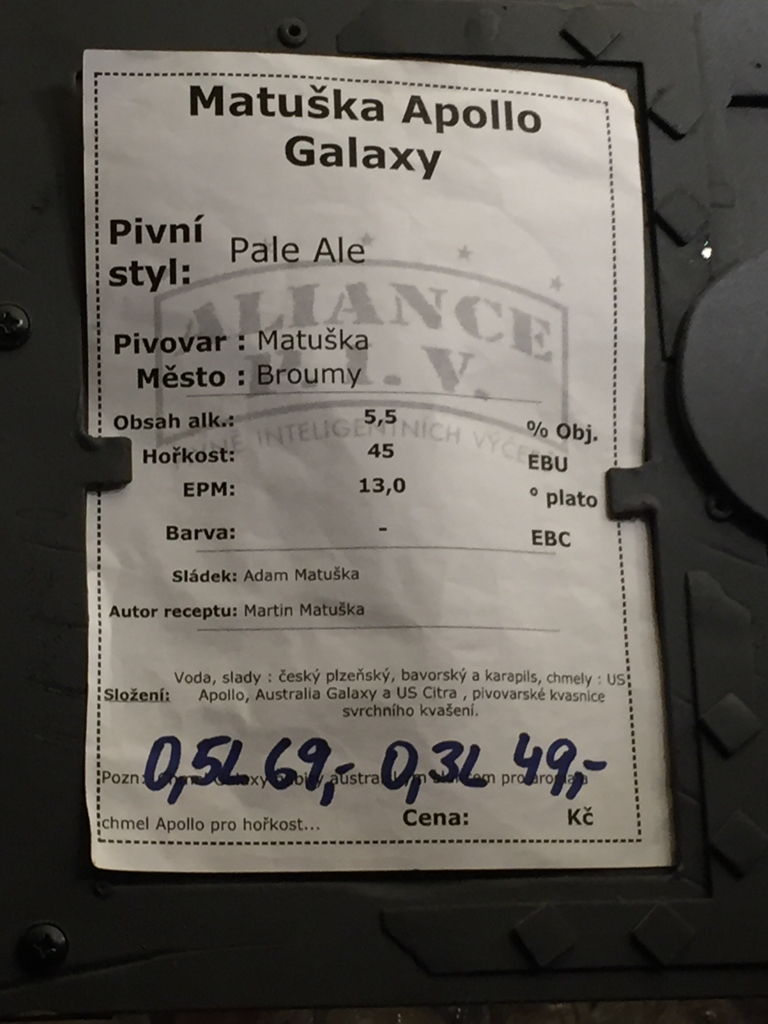 Matuška Apollo
Galaxy
Pivní
styl: Pale Ale
ALIANCE
P.I.V.
Pivovar : Matuška
Město : Broumy
Obsah alk.: 5,5 % Obj.
INTELIGENTNÍCH
Hořkost: 45 EBU
EPM: 13,0 ° plato
Barva: - EBC
Sládek: Adam Matuška
Autor receptu: Martin Matuška
Voda, slady : český plzeňský, bavorský a karapils, chmely : US
Složení: Apollo, Australia Galaxy a US Citra , pivovarské kvasnice
svrchního kvašení.
0,5L 69,- 0,3L 49,-
Pozn:
chmel Apollo pro hořkost... Cena: Kč